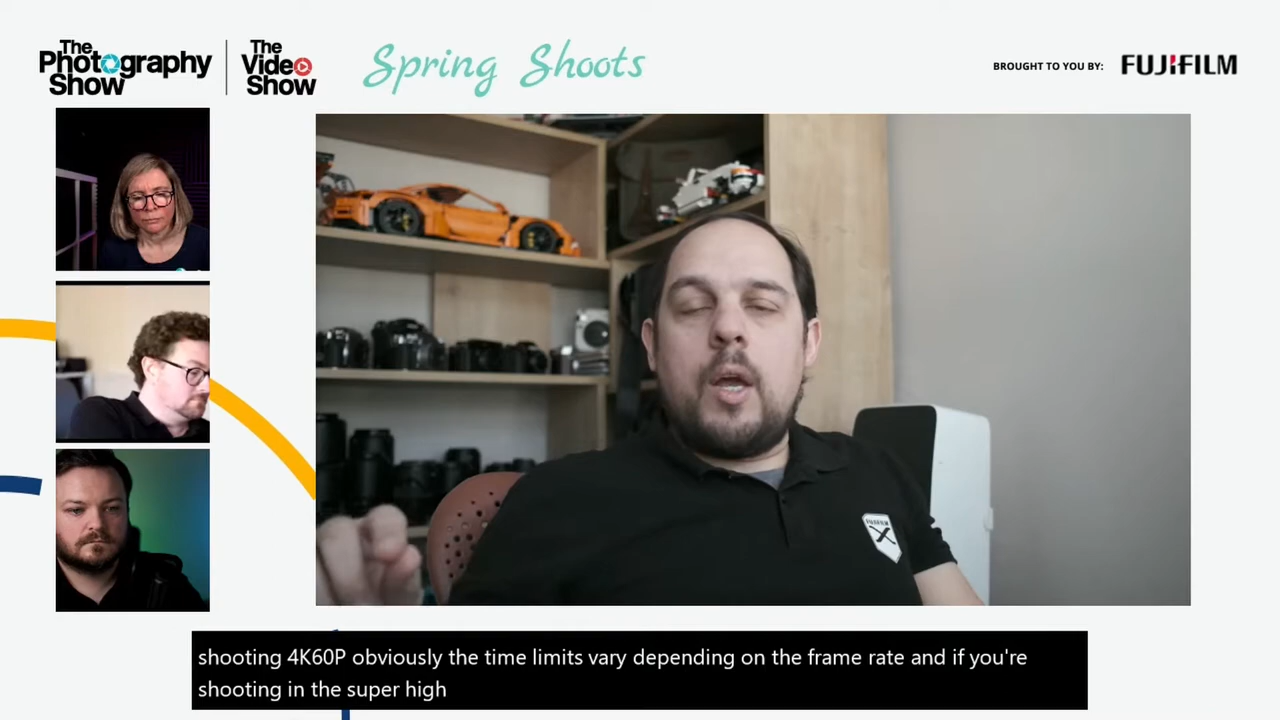 The
Photography
Show
The
Video
Show
Spring Shoots
BROUGHT TO YOU BY: FUJIFILM
FUJIFILM
X
shooting 4K60P obviously the time limits vary depending on the frame rate and if you're
shooting in the super high